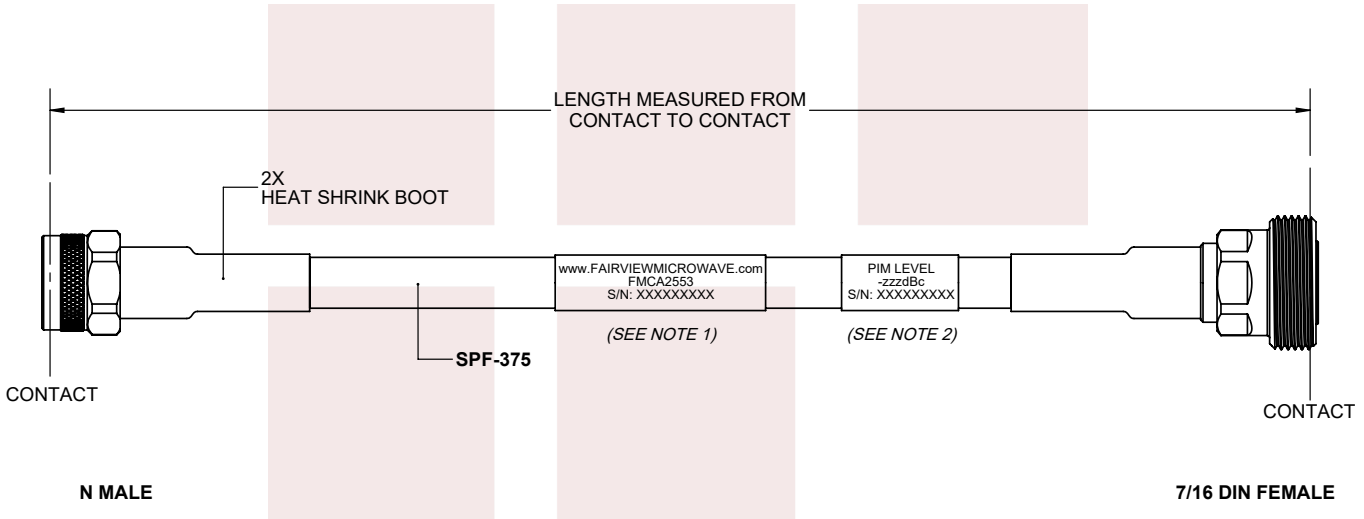 LENGTH MEASURED FROM
CONTACT TO CONTACT
2X
HEAT SHRINK BOOT
www.FAIRVIEWMICROWAVE.com
FMCA2553
S/N: XXXXXXXXX
PIM LEVEL
-zzzdBc
S/N: XXXXXXXXX
(SEE NOTE 1)
(SEE NOTE 2)
SPF-375
CONTACT
CONTACT
N MALE
7/16 DIN FEMALE